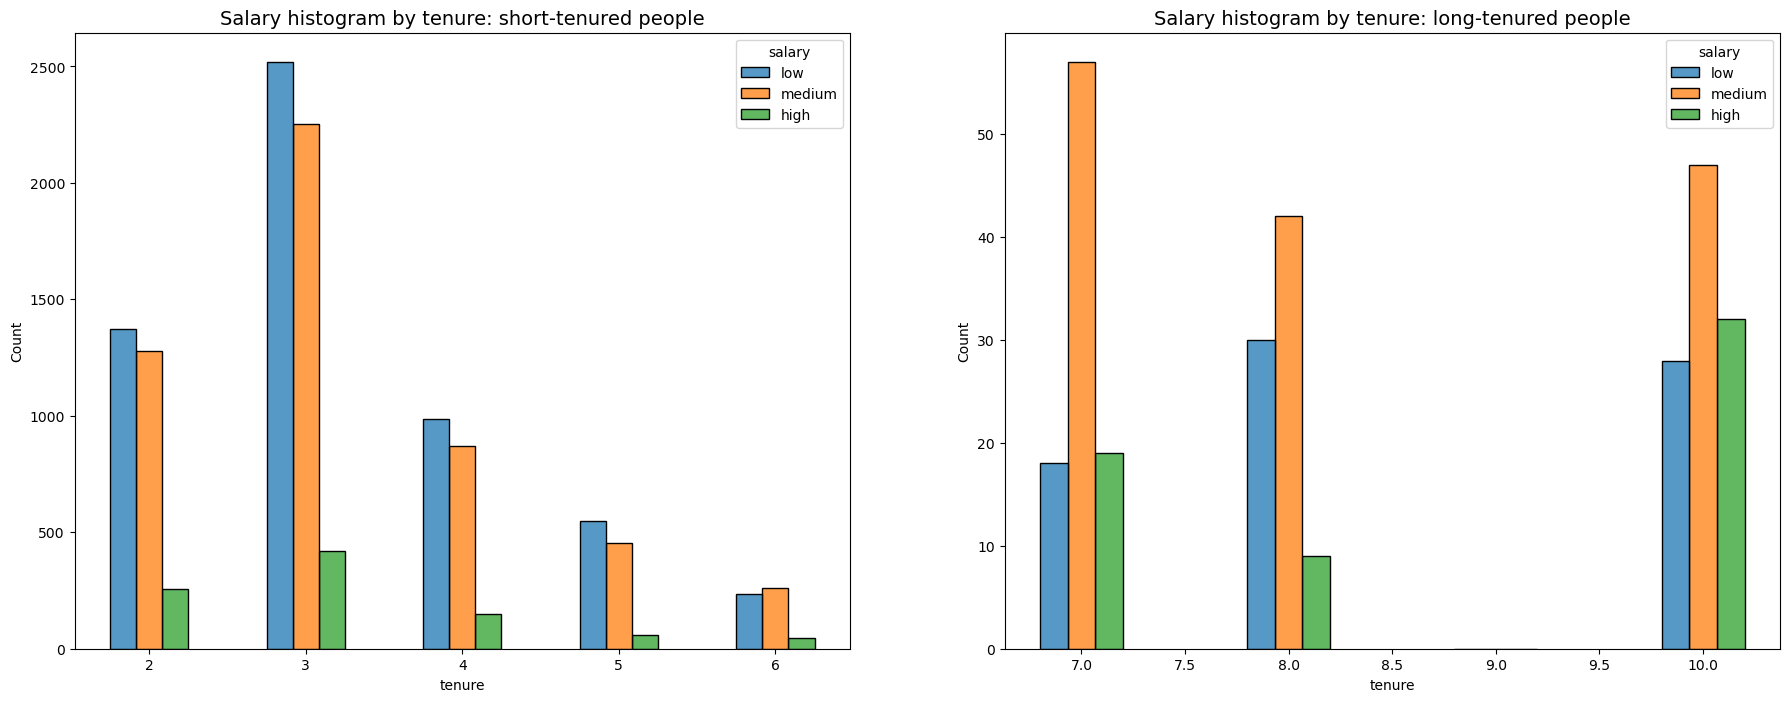 Salary histogram by tenure: short-tenured people
salary
low
medium
high
2500
2000
1500
1000
500
0
Count
2 3 4 5 6
tenure
Salary histogram by tenure: long-tenured people
salary
low
medium
high
50
40
30
20
10
0
Count
7.0 7.5 8.0 8.5 9.0 9.5 10.0
tenure